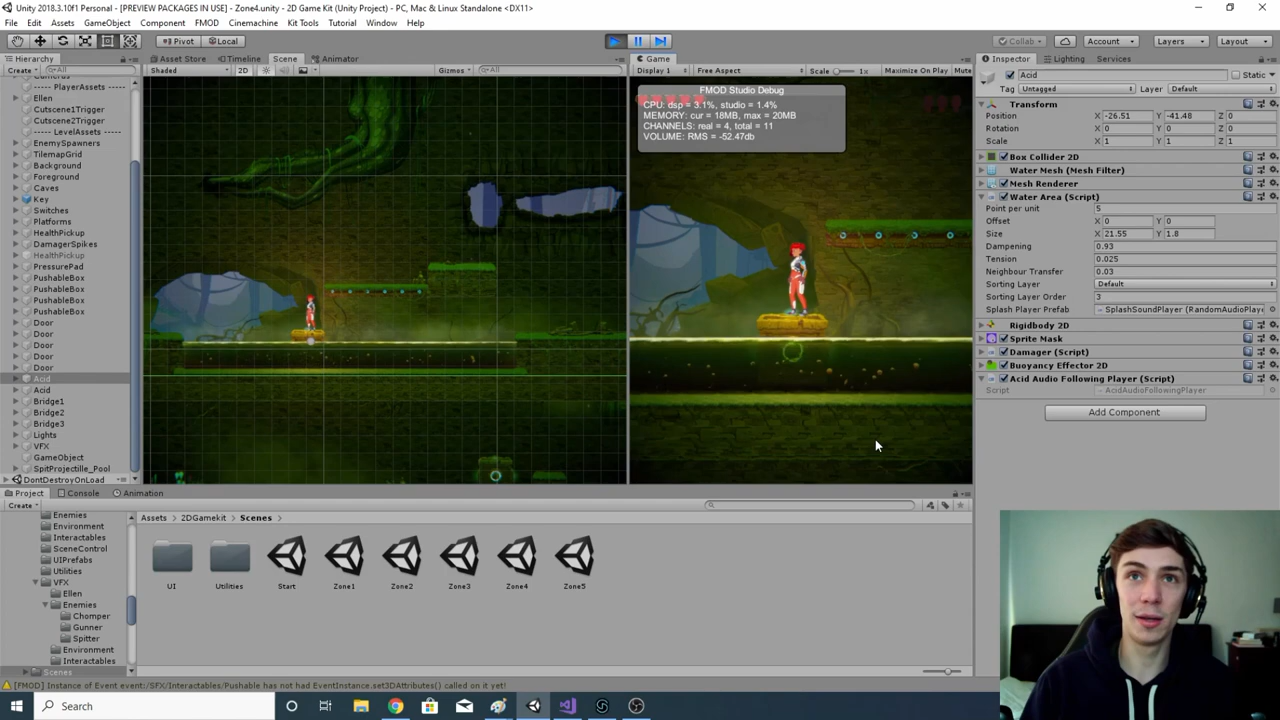 Unity 2018.3.10f1 Personal - [PREVIEW PACKAGES IN USE] - Zone4.unity - 2D Game Kit (Unity Project) - PC, Mac & Linux Standalone <DX11>
File Edit Assets GameObject Component FMOD Cinemachine Kit Tools Tutorial Window Help
Pivot Local Collab Account Layers Layout
Hierarchy Asset Store Timeline Scene Animator Game Inspector Lighting Services
Create All Shaded 2D Gizmos All Display 1 Free Aspect Scale 1x Maximize On Play Mute
Acid Static
Tag Untagged Layer Default
----- PlayerAssets -----
Ellen
Cutscene1Trigger
Cutscene2Trigger
----- LevelAssets -----
EnemySpawners
TilemapGrid
Background
Foreground
Caves
Key
Switches
Platforms
HealthPickup
DamagerSpikes
HealthPickup
PressurePad
PushableBox
PushableBox
PushableBox
PushableBox
Door
Door
Door
Door
Door
Acid
Acid
Bridge1
Bridge2
Bridge3
Lights
VFX
GameObject
SpitProjectille_Pool
DontDestroyOnLoad
FMOD Studio Debug
CPU: dsp = 3.1%, studio = 1.4%
MEMORY: cur = 18MB, max = 20MB
CHANNELS: real = 4, total = 11
VOLUME: RMS = -52.47db
Transform
Position X -26.51 Y -41.48 Z 0
Rotation X 0 Y 0 Z 0
Scale X 1 Y 1 Z 1
Box Collider 2D
Water Mesh (Mesh Filter)
Mesh Renderer
Water Area (Script)
Point per unit 5
Offset X 0 Y 0
Size X 21.55 Y 1.8
Dampening 0.93
Tension 0.025
Neighbour Transfer 0.03
Sorting Layer Default
Sorting Layer Order 3
Splash Player Prefab SplashSoundPlayer (RandomAudioPlay
Rigidbody 2D
Sprite Mask
Damager (Script)
Buoyancy Effector 2D
Acid Audio Following Player (Script)
Script AcidAudioFollowingPlayer
Add Component
Project Console Animation
Create
Assets 2DGamekit Scenes
Enemies
Environment
Interactables
SceneControl
UIPrefabs
Utilities
VFX
Ellen
Enemies
Chomper
Gunner
Spitter
Environment
Interactables
Scenes
UI Utilities Start Zone1 Zone2 Zone3 Zone4 Zone5
[FMOD] Instance of Event event:/SFX/Interactables/Pushable has not had EventInstance.set3DAttributes() called on it yet!
Search